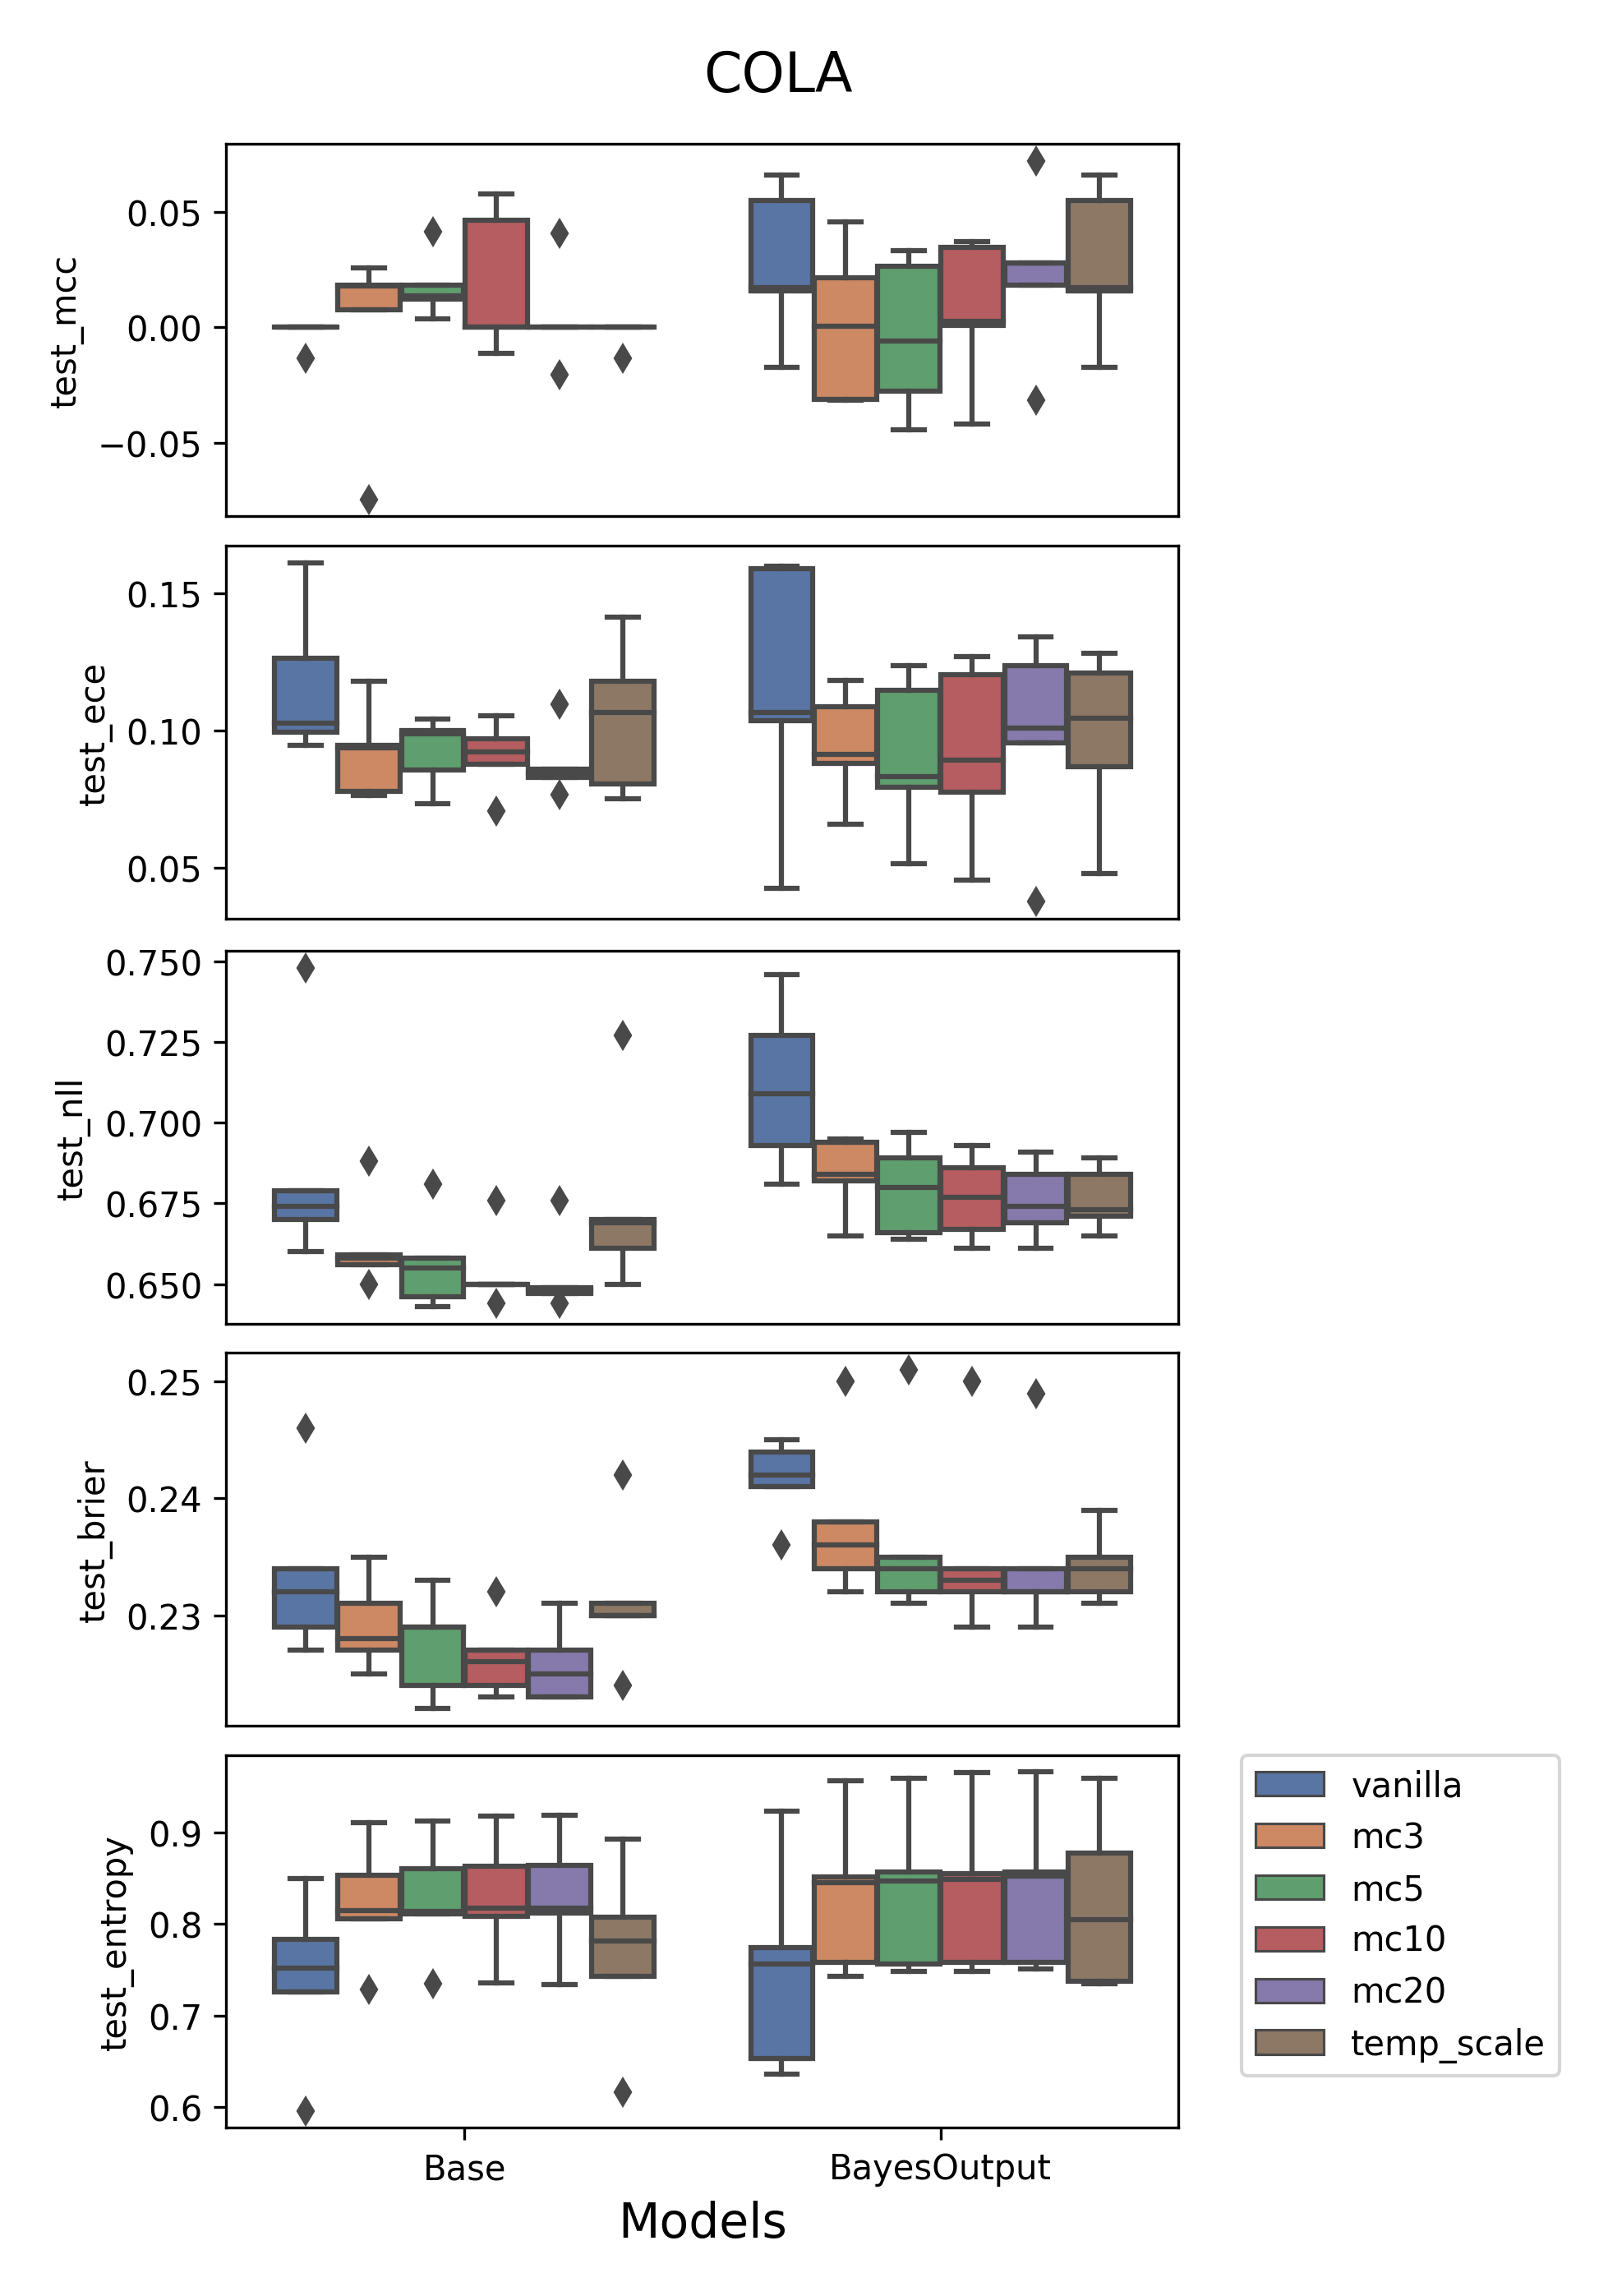 COLA
test_mcc
0.05
0.00
−0.05
test_ece
0.15
0.10
0.05
test_nll
0.750
0.725
0.700
0.675
0.650
test_brier
0.25
0.24
0.23
test_entropy
0.9
0.8
0.7
0.6
Base
BayesOutput
Models
vanilla
mc3
mc5
mc10
mc20
temp_scale